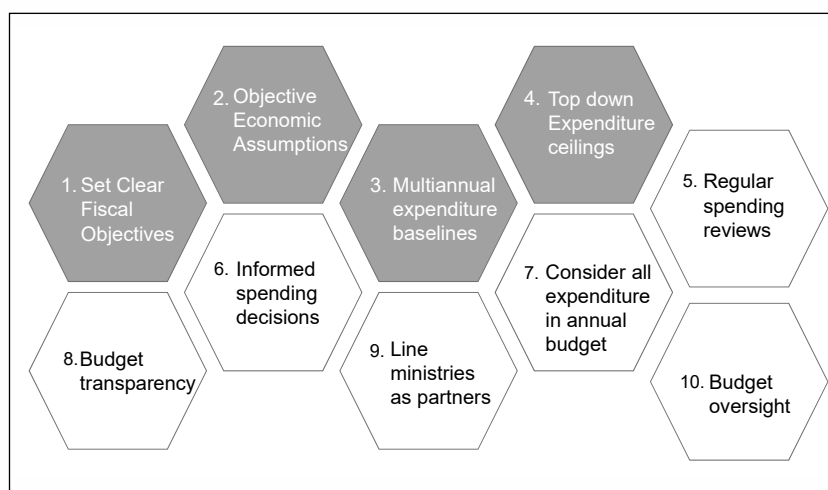 1. Set Clear
Fiscal
Objectives
2. Objective
Economic
Assumptions
3. Multiannual
expenditure
baselines
4. Top down
Expenditure
ceilings
5. Regular
spending
reviews
6. Informed
spending
decisions
7. Consider all
expenditure
in annual
budget
8. Budget
transparency
9. Line
ministries
as partners
10. Budget
oversight